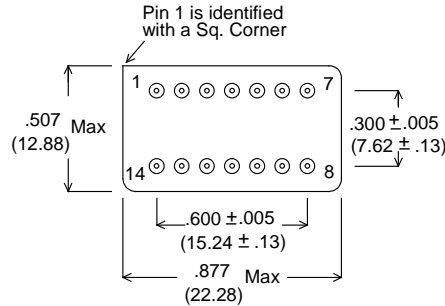 Pin 1 is identified
with a Sq. Corner
1
7
.507
(12.88)
Max
.300 ±.005
(7.62 ± .13)
14
8
.600 ±.005
(15.24 ± .13)
.877
(22.28)
Max